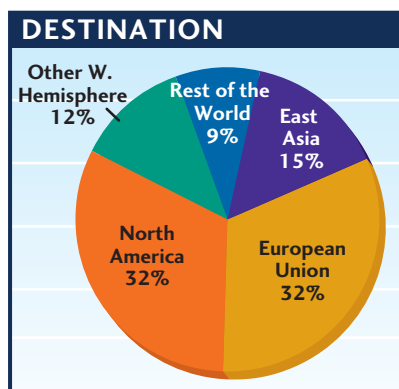 DESTINATION
Other W.
Hemisphere
12%
Rest of the
World
9%
East
Asia
15%
North
America
32%
European
Union
32%